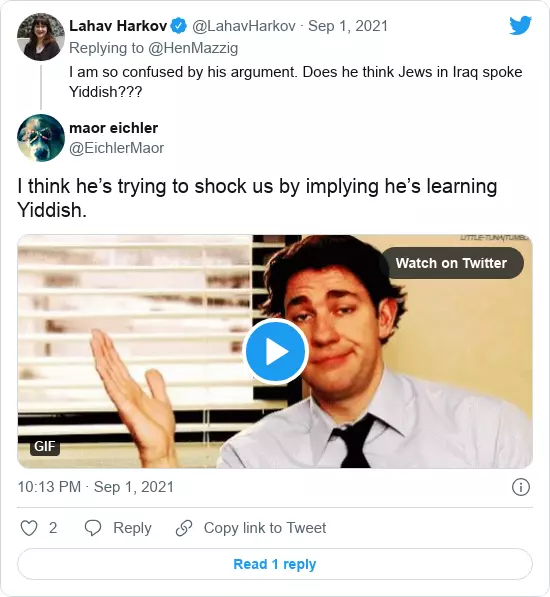 Lahav Harkov @LahavHarkov · Sep 1, 2021
Replying to @HenMazzig
I am so confused by his argument. Does he think Jews in Iraq spoke
Yiddish???
maor eichler
@EichlerMaor
I think he’s trying to shock us by implying he’s learning
Yiddish.
LITTLE-TUNA/TUMBLR
Watch on Twitter
GIF
10:13 PM · Sep 1, 2021
2 Reply Copy link to Tweet
Read 1 reply